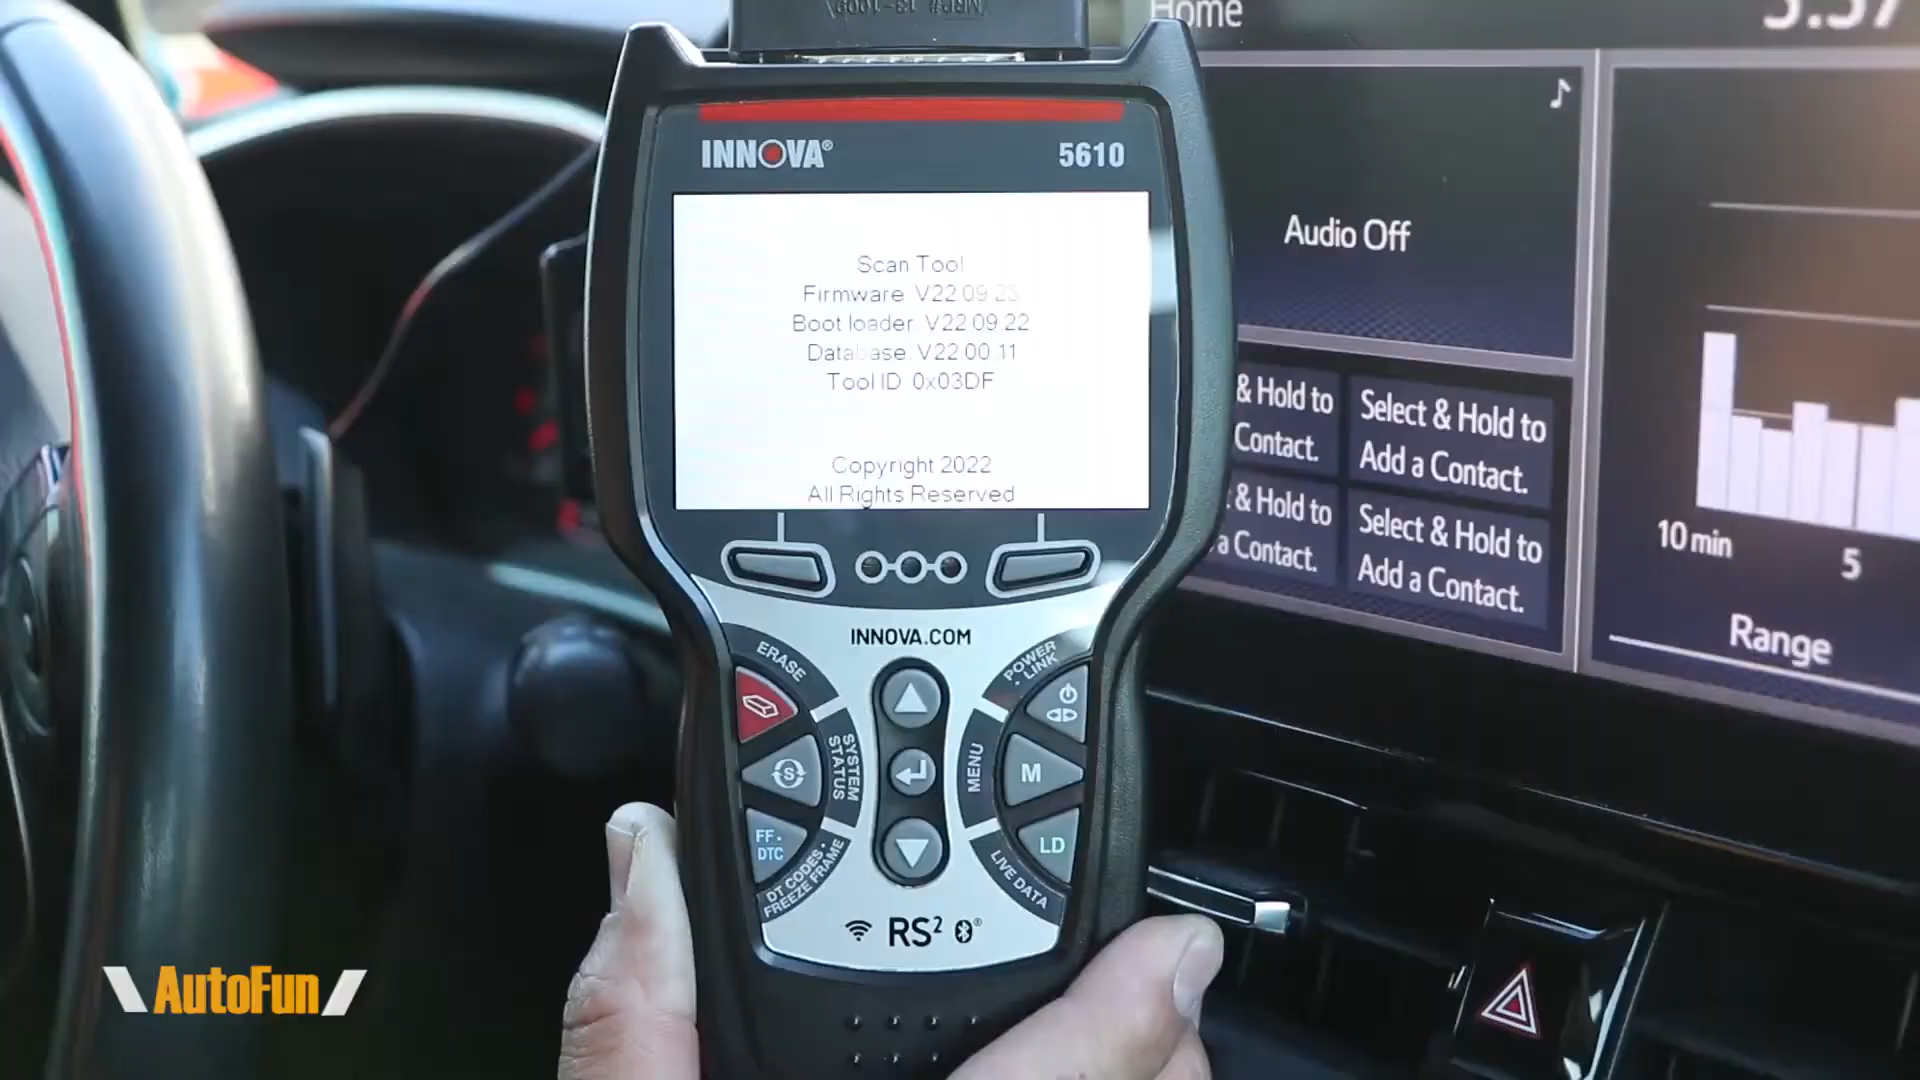 Home
INNOVA®
5610
Scan Tool
Firmware: V22.09.23
Boot loader: V22.09.22
Database: V22.00.11
Tool ID: 0x03DF
Copyright 2022
All Rights Reserved
INNOVA.COM
ERASE
SYSTEM STATUS
FF •
DTC
DT CODES •
FREEZE FRAME
POWER
• LINK
MENU
M
LD
LIVE DATA
RS²
Audio Off
& Hold to
Contact.
Select & Hold to
Add a Contact.
& Hold to
a Contact.
Select & Hold to
Add a Contact.
10 min
5
Range
AutoFun